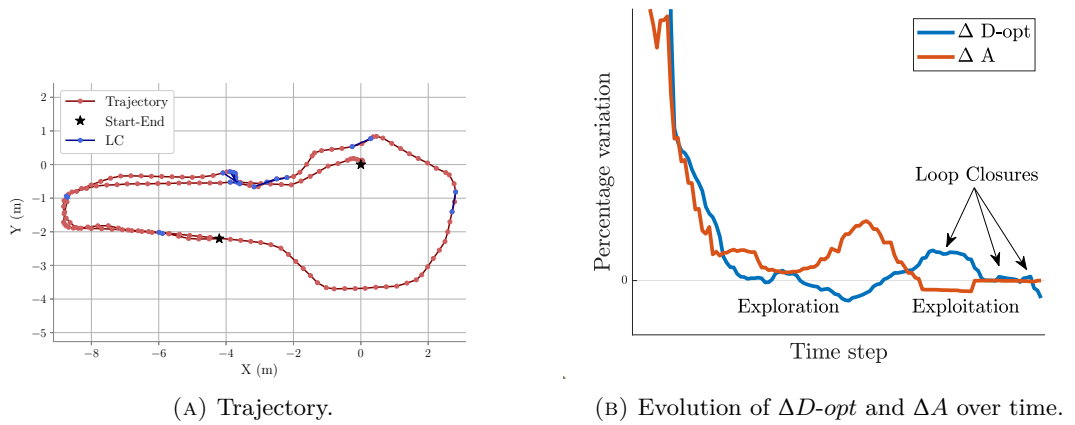 2
1
0
−1
−2
−3
−4
−5
Y (m)
−8
−6
−4
−2
0
2
X (m)
Trajectory
Start-End
LC
(A) Trajectory.
Δ D-opt
Δ A
Percentage variation
0
Loop Closures
Exploration
Exploitation
Time step
(B) Evolution of ΔD-opt and ΔA over time.